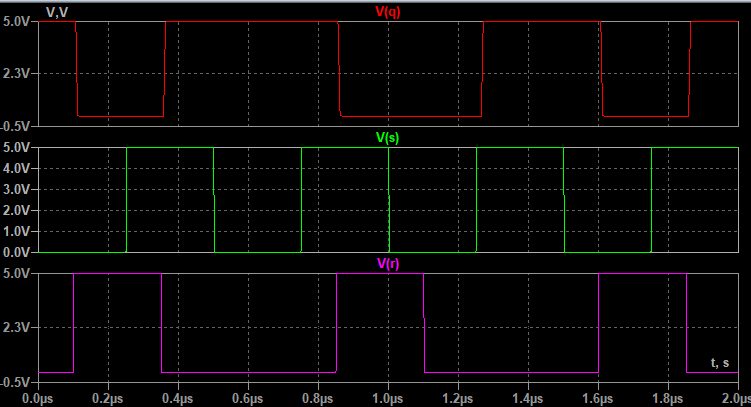 V,V
V(q)
5.0V
2.3V
-0.5V
V(s)
5.0V
4.0V
3.0V
2.0V
1.0V
0.0V
V(r)
5.0V
2.3V
t, s
-0.5V
0.0µs 0.2µs 0.4µs 0.6µs 0.8µs 1.0µs 1.2µs 1.4µs 1.6µs 1.8µs 2.0µs